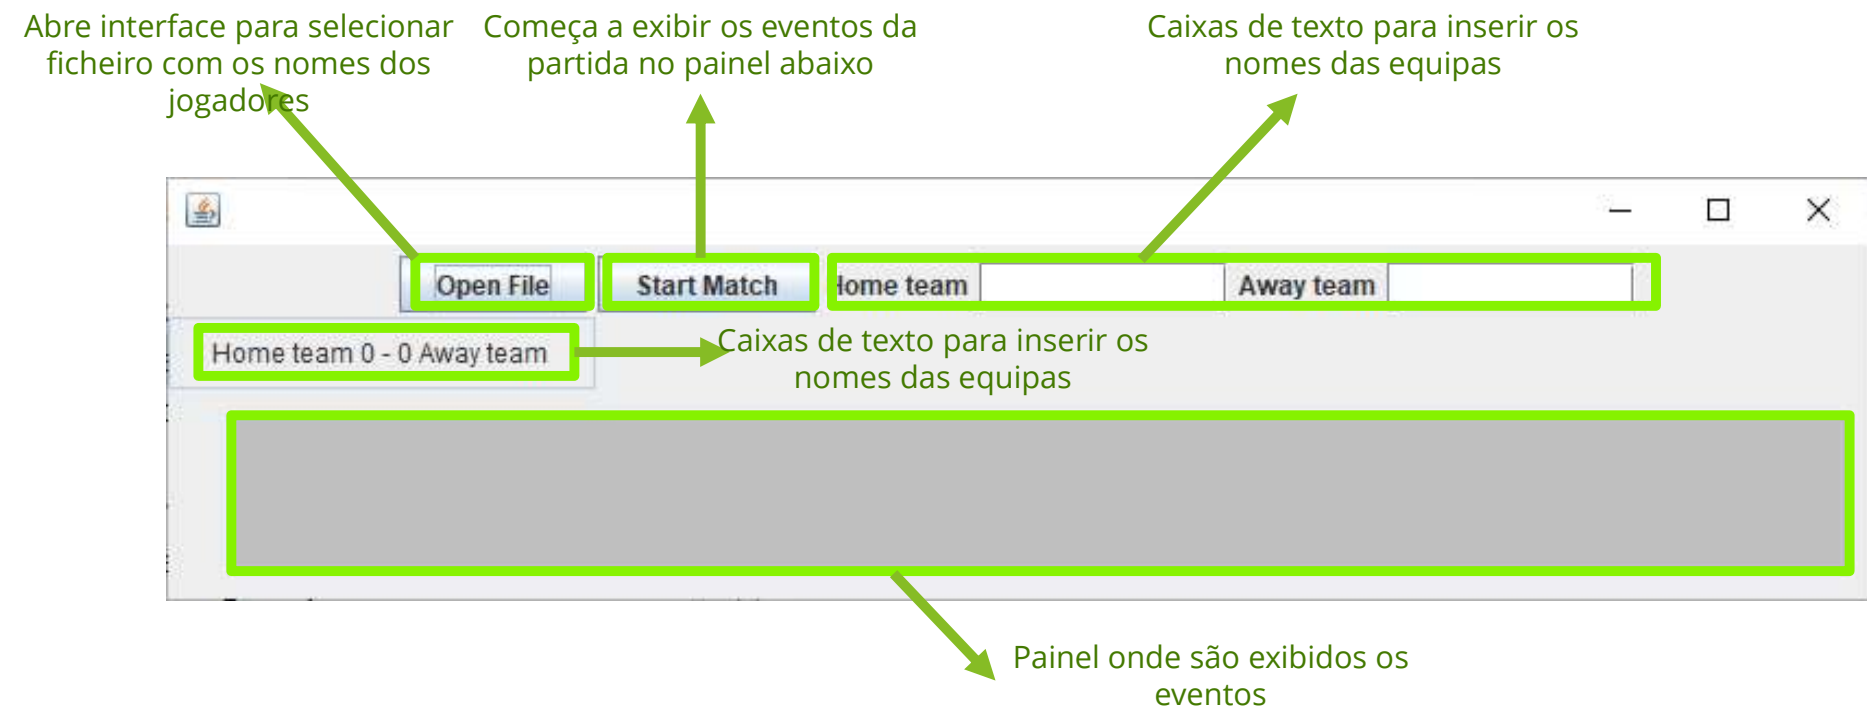 Abre interface para selecionar
ficheiro com os nomes dos
jogadores
Começa a exibir os eventos da
partida no painel abaixo
Caixas de texto para inserir os
nomes das equipas
Open File
Start Match
Home team
Away team
Home team 0 - 0 Away team
Caixas de texto para inserir os
nomes das equipas
Painel onde são exibidos os
eventos